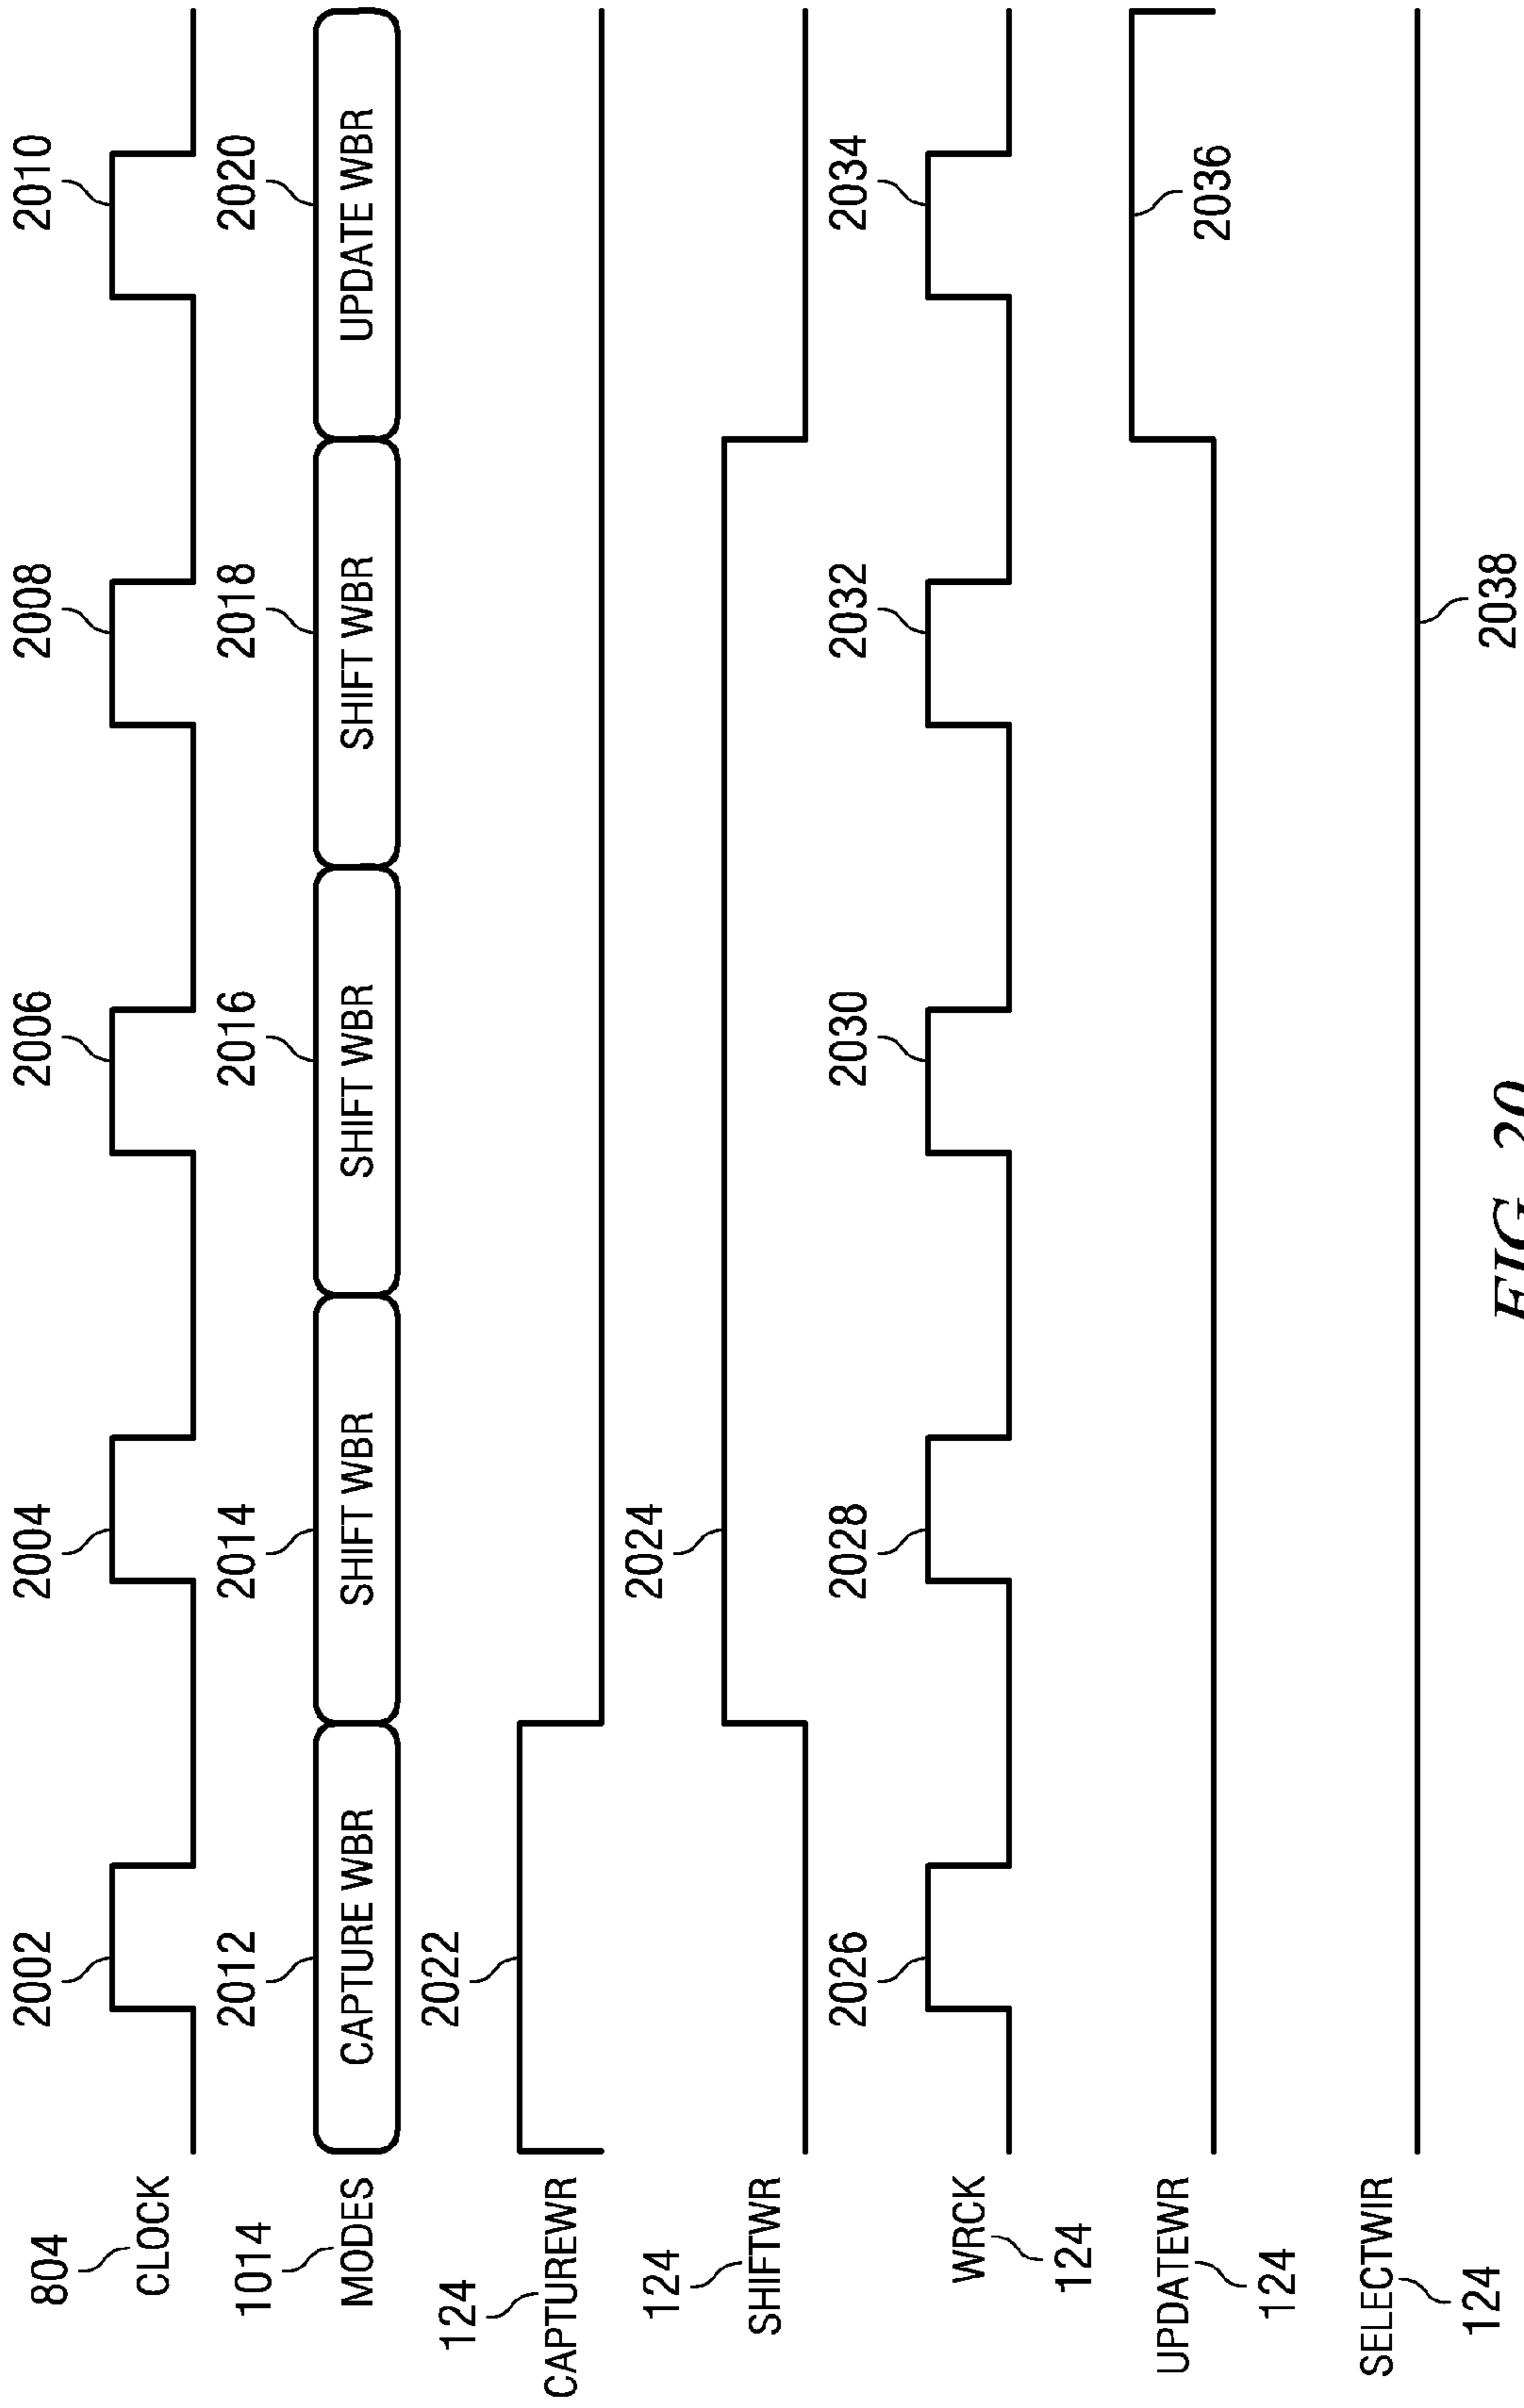 2002 2004 2006 2008 2010
804
CLOCK
2012 2014 2016 2018 2020
1014
MODES
CAPTURE WBR SHIFT WBR SHIFT WBR SHIFT WBR UPDATE WBR
2022
124
CAPTUREWR
2024
124
SHIFTWR
2026 2028 2030 2032 2034
WRCK
124
UPDATEWR
2036
124
SELECTWIR
2038
124
FIG. 20